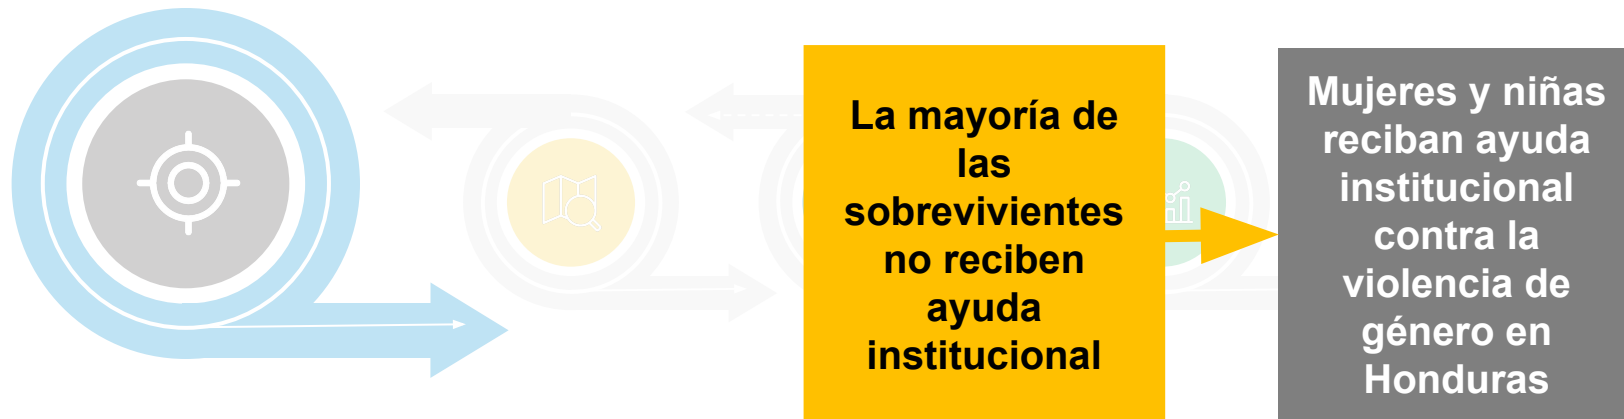 La mayoría de
las
sobrevivientes
no reciben
ayuda
institucional
Mujeres y niñas
reciban ayuda
institucional
contra la
violencia de
género en
Honduras